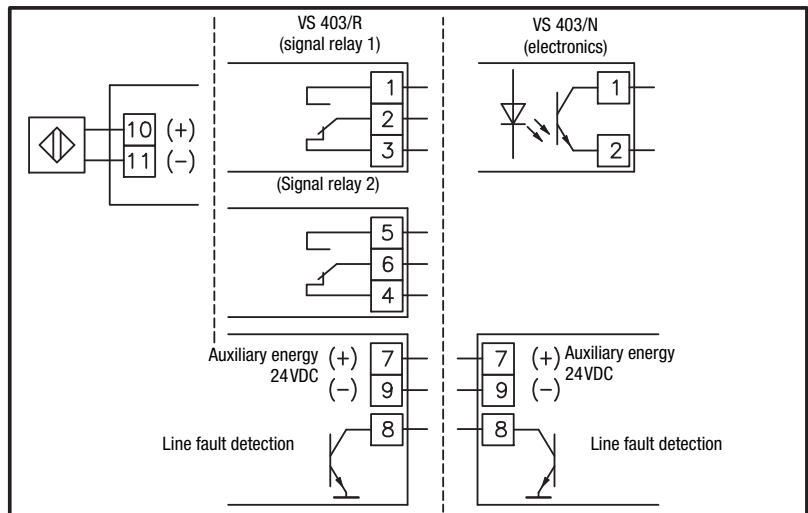 VS 403/R
(signal relay 1)
VS 403/N
(electronics)
10 (+)
11 (−)
1
2
3
1
2
(Signal relay 2)
5
6
4
Auxiliary energy (+) 7
24VDC (−) 9
8
Line fault detection
7 (+) Auxiliary energy
9 (−) 24VDC
8
Line fault detection